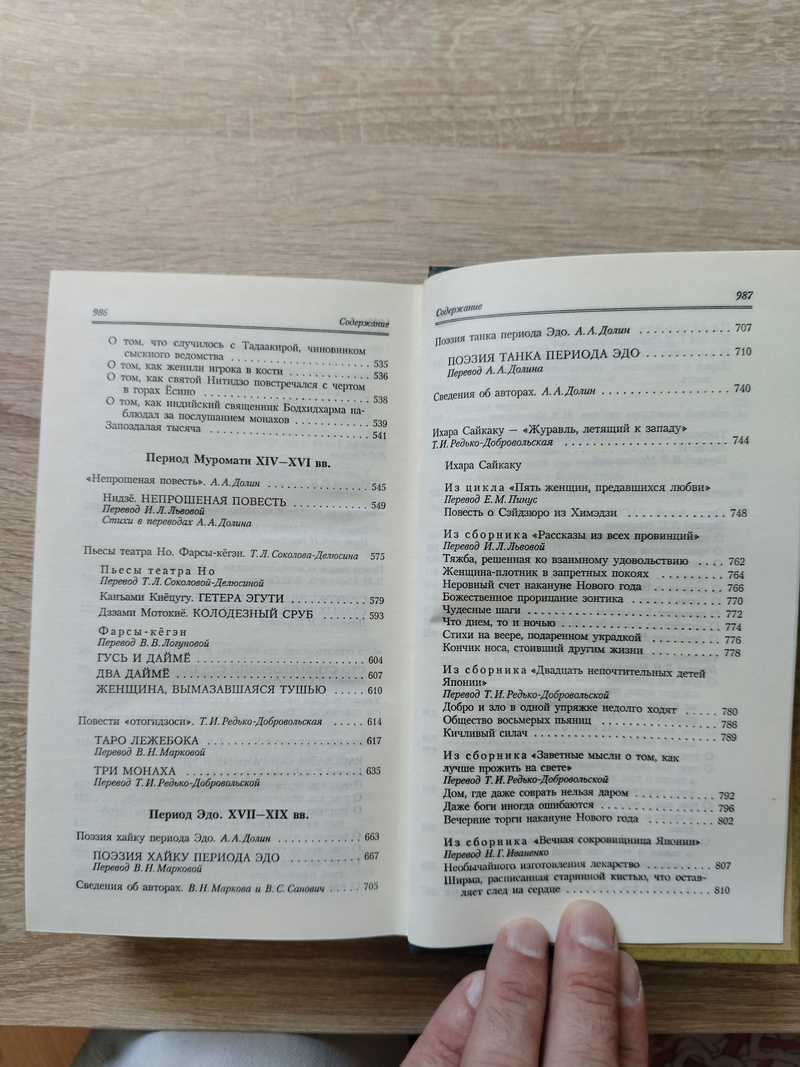 986
Содержание
О том, что случилось с Тадаакирой, чиновником
сыскного ведомства . . . . . . . . . . . . . . . . . . . . 535
О том, как женили игрока в кости . . . . . . . . . . . . 536
О том, как святой Нитидзо повстречался с чертом
в горах Ёсино . . . . . . . . . . . . . . . . . . . . . . 538
О том, как индийский священник Бодхидхарма на-
блюдал за послушанием монахов . . . . . . . . . . . . 539
Запоздалая тысяча . . . . . . . . . . . . . . . . . . . . 541
Период Муромати XIV—XVI вв.
«Непрошеная повесть». А. А. Долин . . . . . . . . . . . . 545
Нидзё. НЕПРОШЕНАЯ ПОВЕСТЬ . . . . . . . . . . . . 549
Перевод И. Л. Львовой
Стихи в переводах А. А. Долина
Пьесы театра Но. Фарсы-кёгэн. Т. Л. Соколова-Делюсина 575
Пьесы театра Но
Перевод Т. Л. Соколовой-Делюсиной
Канъами Киёцугу. ГЕТЕРА ЭГУТИ . . . . . . . . . . . . 579
Дзэами Мотокиё. КОЛОДЕЗНЫЙ СРУБ . . . . . . . 593
Фарсы-кёгэн
Перевод В. В. Логуновой
ГУСЬ И ДАЙМЁ . . . . . . . . . . . . . . . . . . . . . . 604
ДВА ДАЙМЁ . . . . . . . . . . . . . . . . . . . . . . . . 607
ЖЕНЩИНА, ВЫМАЗАВШАЯСЯ ТУШЬЮ . . . . . 610
Повести «отогидзоси». Т. И. Редько-Добровольская . . . . . 614
ТАРО ЛЕЖЕБОКА . . . . . . . . . . . . . . . . . . . . 617
Перевод В. Н. Марковой
ТРИ МОНАХА . . . . . . . . . . . . . . . . . . . . . . 635
Перевод Т. И. Редько-Добровольской
Период Эдо. XVII—XIX вв.
Поэзия хайку периода Эдо. А. А. Долин . . . . . . . . . . . . 663
ПОЭЗИЯ ХАЙКУ ПЕРИОДА ЭДО . . . . . . . . . . . 667
Перевод В. Н. Марковой
Сведения об авторах. В. Н. Маркова и В. С. Санович . . . . . 705
987
Содержание
Поэзия танка периода Эдо. А. А. Долин . . . . . . . . . . . . . 707
ПОЭЗИЯ ТАНКА ПЕРИОДА ЭДО . . . . . . . . . . . . 710
Перевод А. А. Долина
Сведения об авторах. А. А. Долин . . . . . . . . . . . . . . . . 740
Ихара Сайкаку — «Журавль, летящий к западу»
Т. И. Редько-Добровольская . . . . . . . . . . . . . . . . . . . 744
Ихара Сайкаку
Из цикла «Пять женщин, предавшихся любви»
Перевод Е. М. Пинус
Повесть о Сэйдзюро из Химэдзи . . . . . . . . . . . . . 748
Из сборника «Рассказы из всех провинций»
Перевод И. Л. Львовой
Тяжба, решенная ко взаимному удовольствию . . . . 762
Женщина-плотник в запретных покоях . . . . . . . . 764
Неровный счет накануне Нового года . . . . . . . . . . 766
Божественное прорицание зонтика . . . . . . . . . . . . 770
Чудесные шаги . . . . . . . . . . . . . . . . . . . . . . . . 772
Что днем, то и ночью . . . . . . . . . . . . . . . . . . . . 774
Стихи на веере, подаренном украдкой . . . . . . . . . 776
Кончик носа, стоивший другим жизни . . . . . . . . . 778
Из сборника «Двадцать непочтительных детей
Японии»
Перевод Т. И. Редько-Добровольской
Добро и зло в одной упряжке недолго ходят . . . . . 780
Общество восьмерых пьяниц . . . . . . . . . . . . . . . 786
Кичливый силач . . . . . . . . . . . . . . . . . . . . . . 789
Из сборника «Заветные мысли о том, как
лучше прожить на свете»
Перевод Т. И. Редько-Добровольской
Дом, где даже соврать нельзя даром . . . . . . . . . . . 792
Даже боги иногда ошибаются . . . . . . . . . . . . . . . 796
Вечерние торги накануне Нового года . . . . . . . . . 802
Из сборника «Вечная сокровищница Японии»
Перевод Н. Г. Иваненко
Необычайного изготовления лекарство . . . . . . . . . 807
Ширма, расписанная старинной кистью, что остав-
ляет след на сердце . . . . . . . . . . . . . . . . . . . . 810